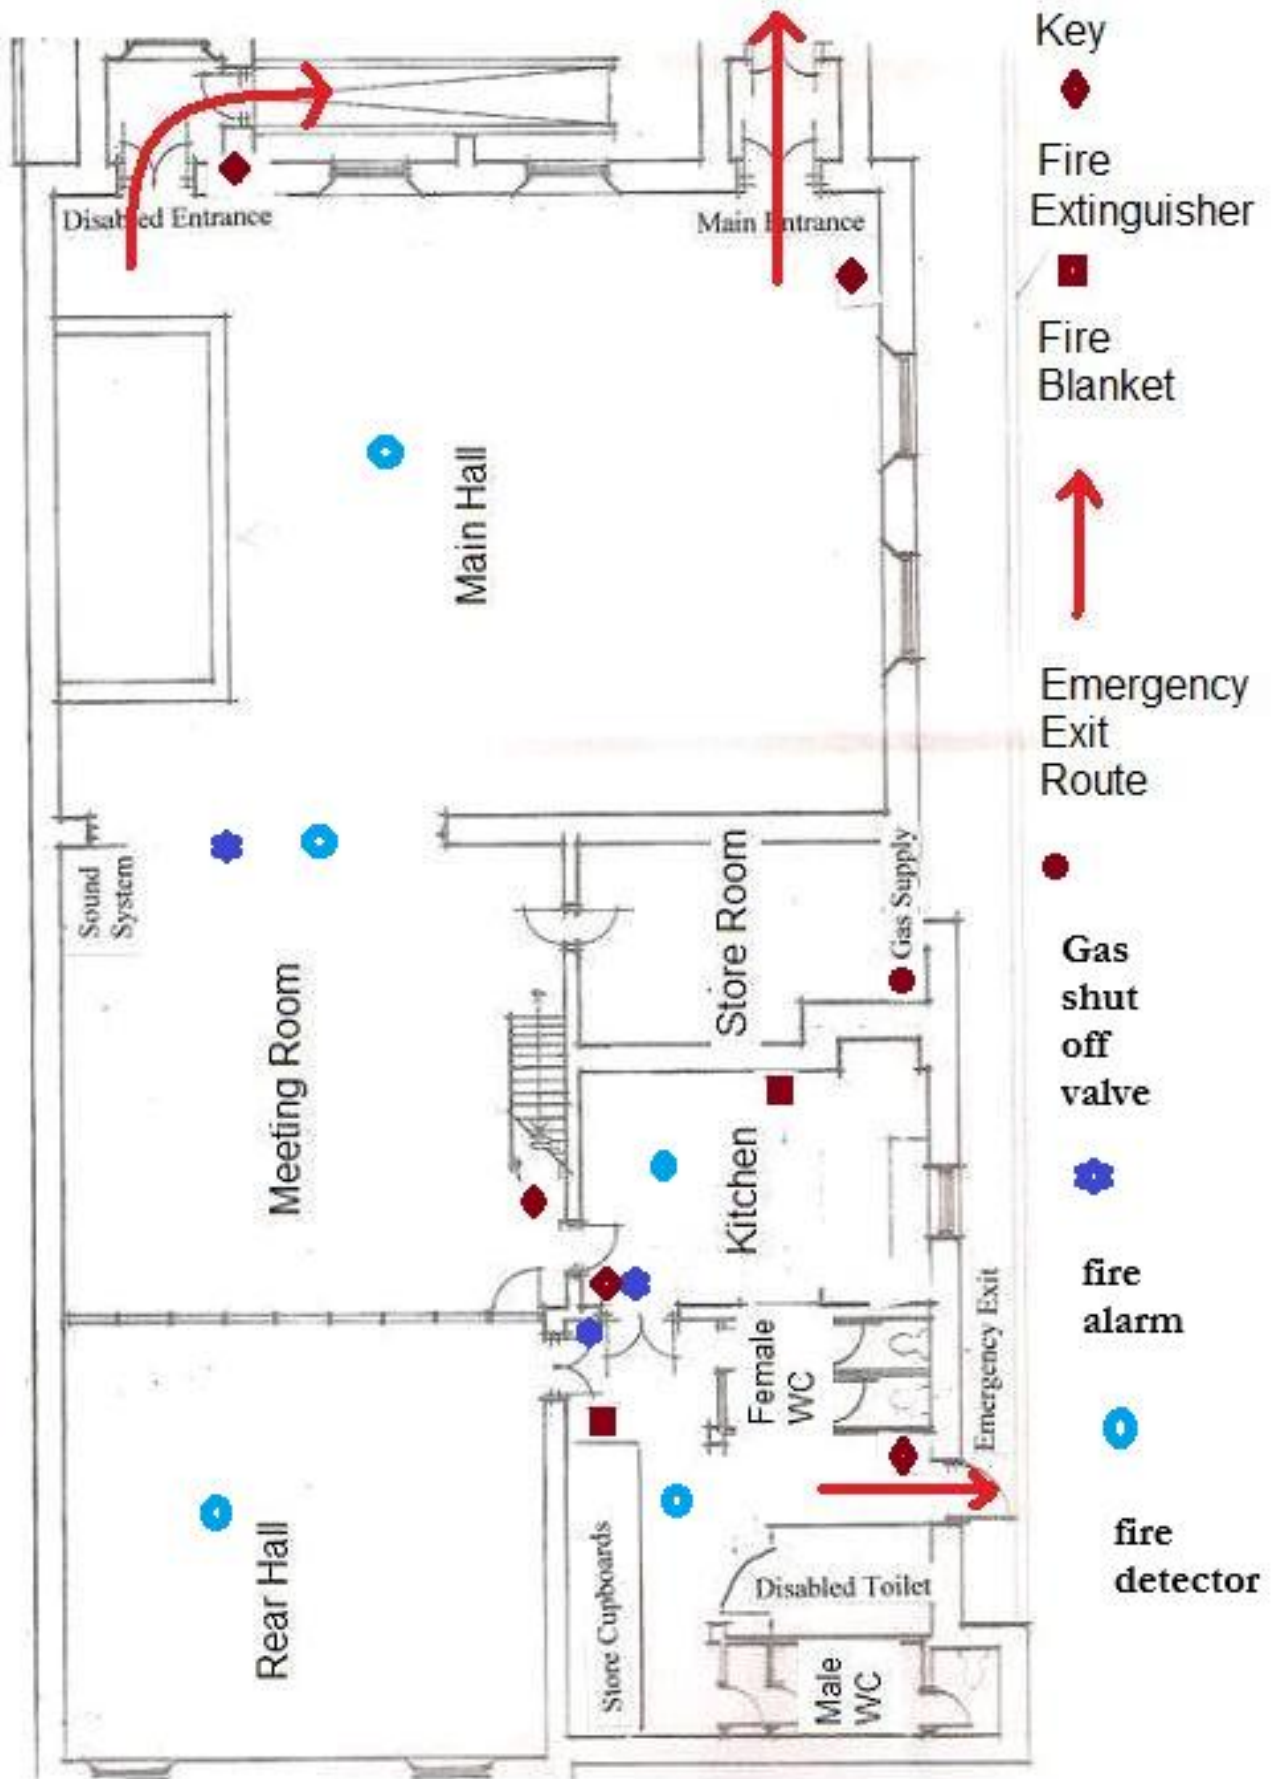 Disabled Entrance
Main Entrance
Main Hall
Sound
System
Meeting Room
Store Room
Gas Supply
Kitchen
Female
WC
Emergency Exit
Rear Hall
Store Cupboards
Disabled Toilet
Male
WC
Key
Fire
Extinguisher
Fire
Blanket
Emergency
Exit
Route
Gas
shut
off
valve
fire
alarm
fire
detector